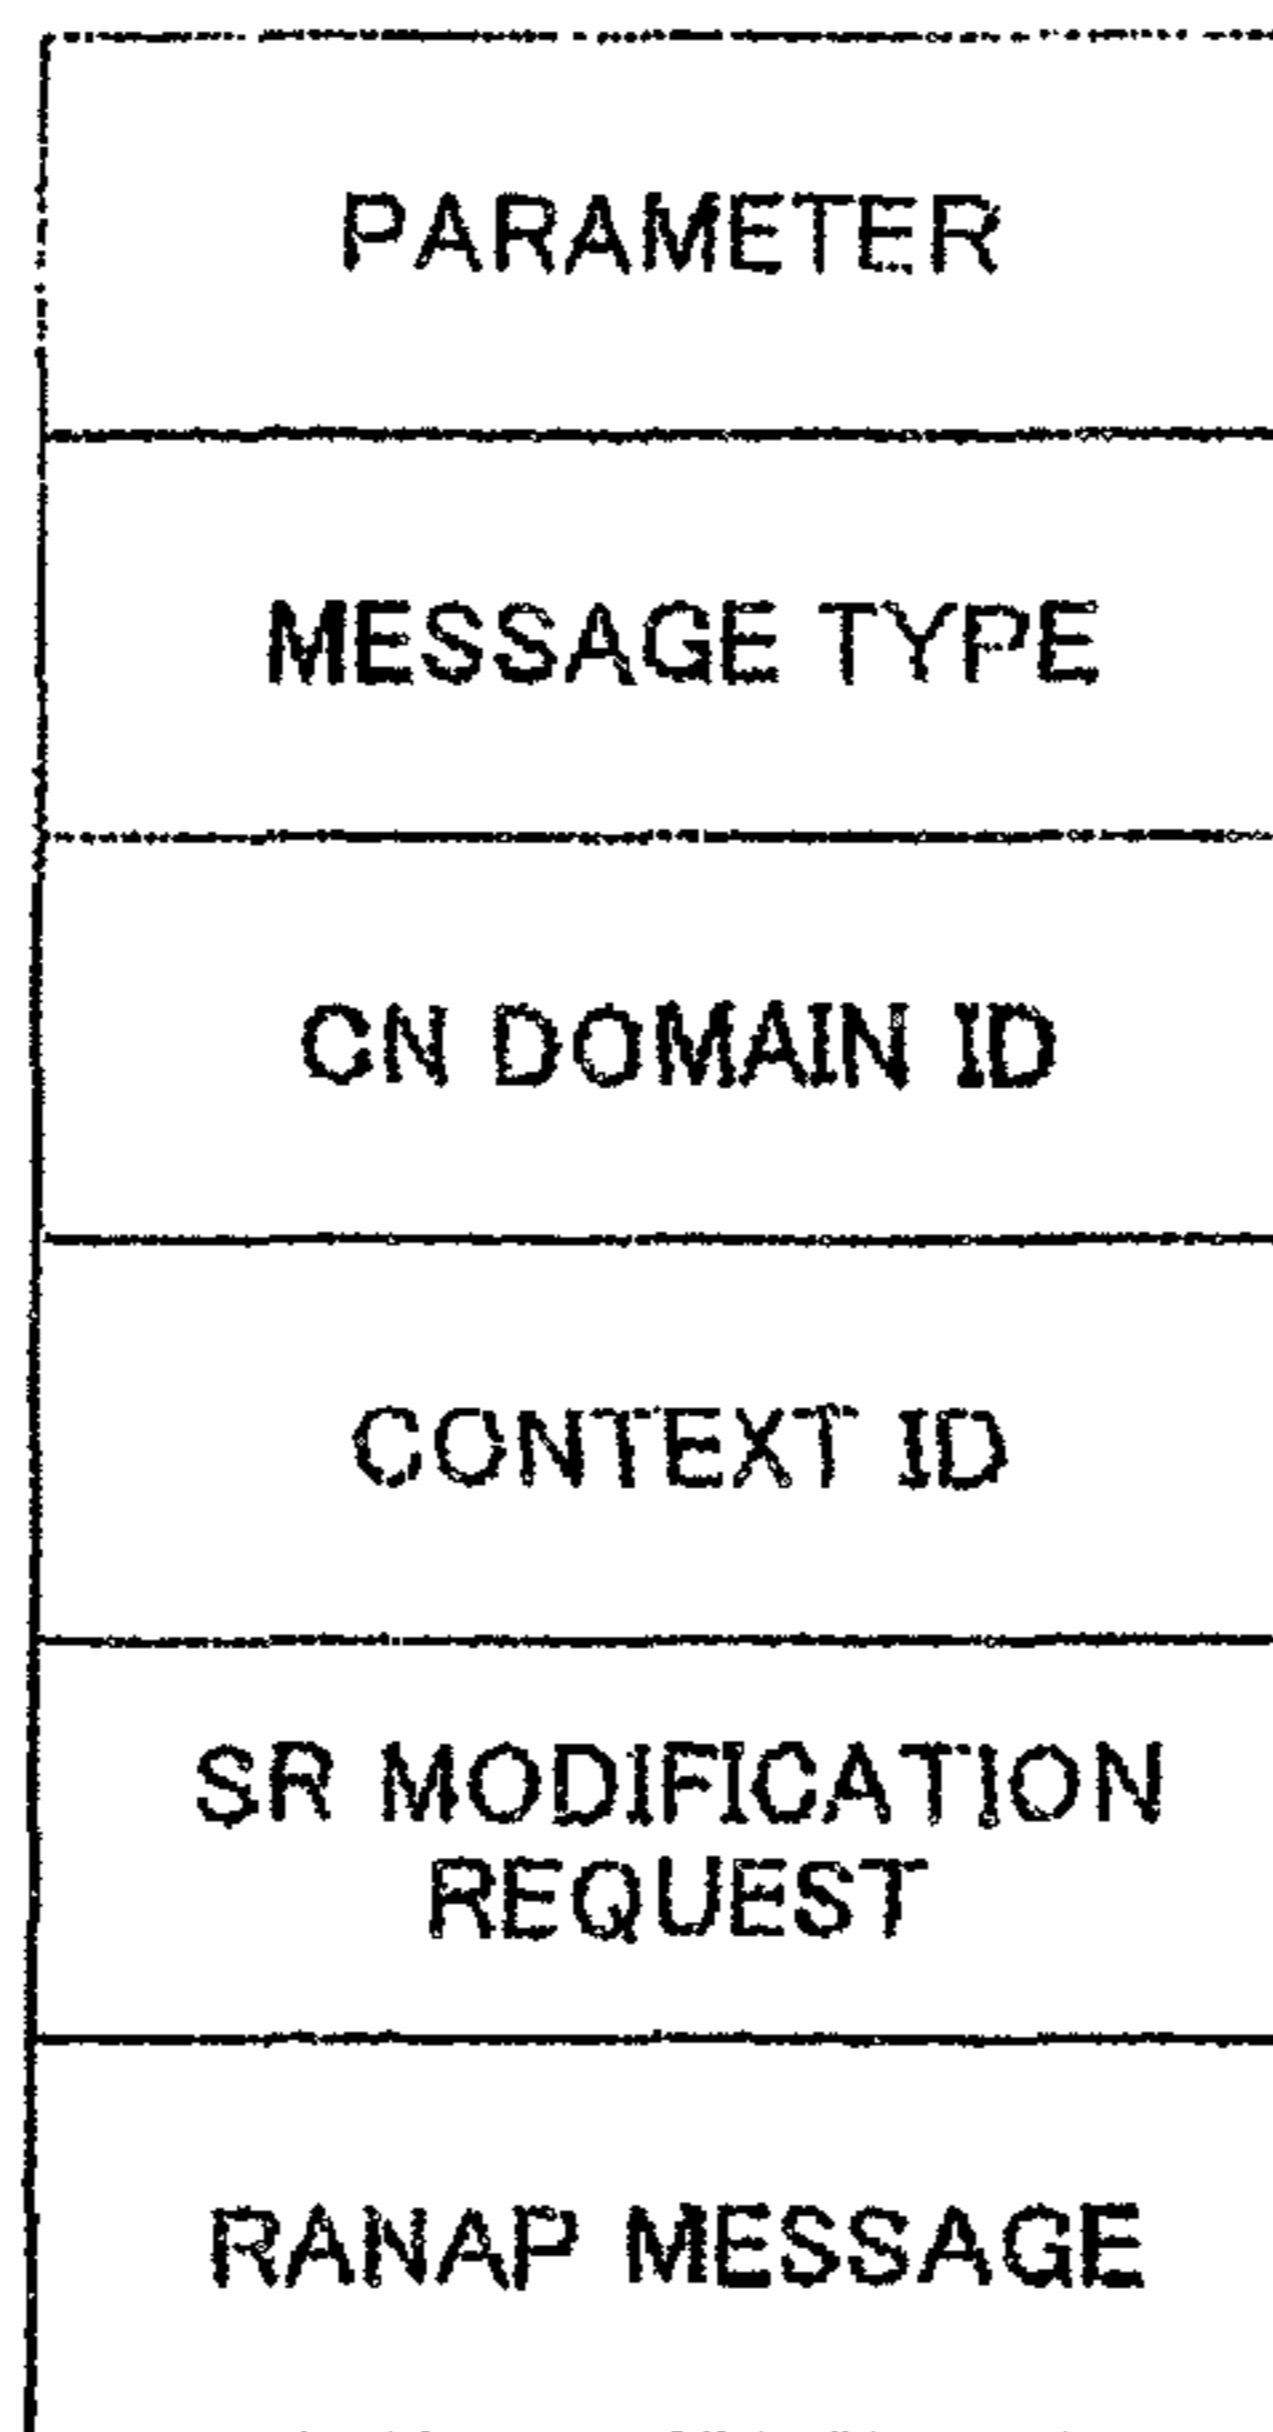 PARAMETER
MESSAGE TYPE
CN DOMAIN ID
CONTEXT ID
SR MODIFICATION
REQUEST
RANAP MESSAGE